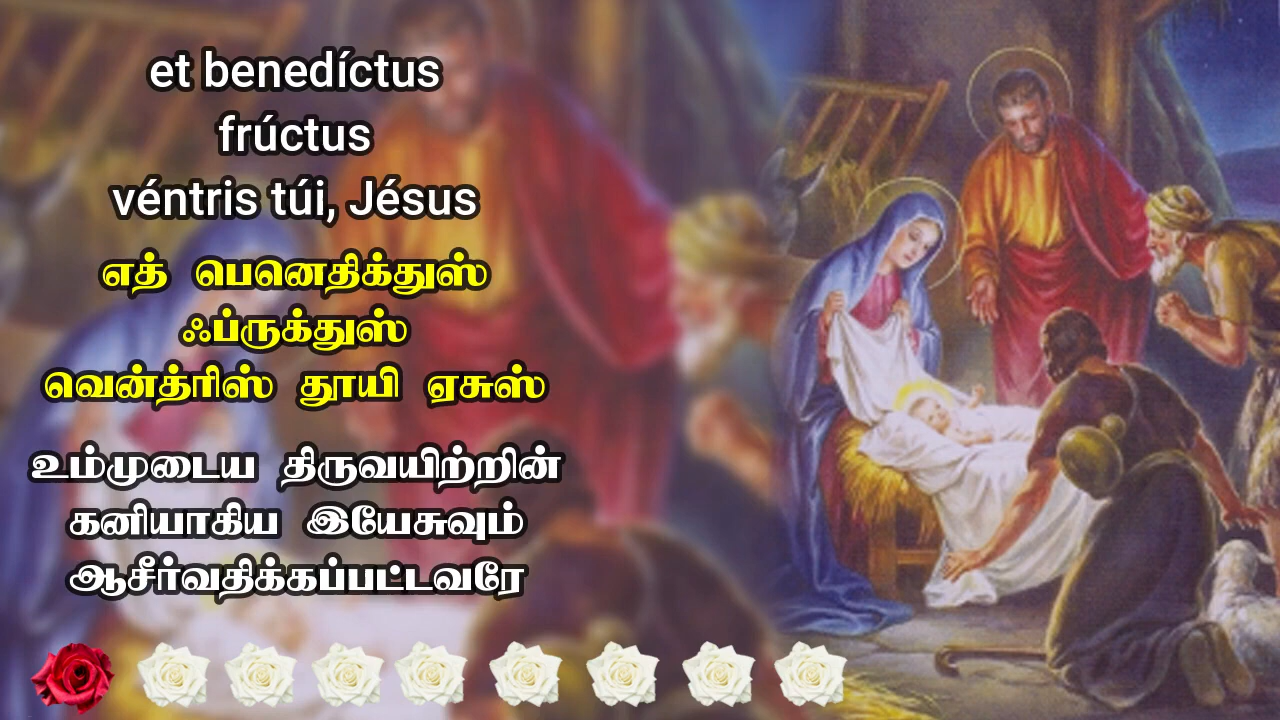 et benedíctus
frúctus
véntris túi, Jésus
எத் பெனெதிக்துஸ்
ஃப்ருக்துஸ்
வென்த்ரிஸ் தூயி ஏசுஸ்
உம்முடைய திருவயிற்றின்
கனியாகிய இயேசுவும்
ஆசீர்வதிக்கப்பட்டவரே